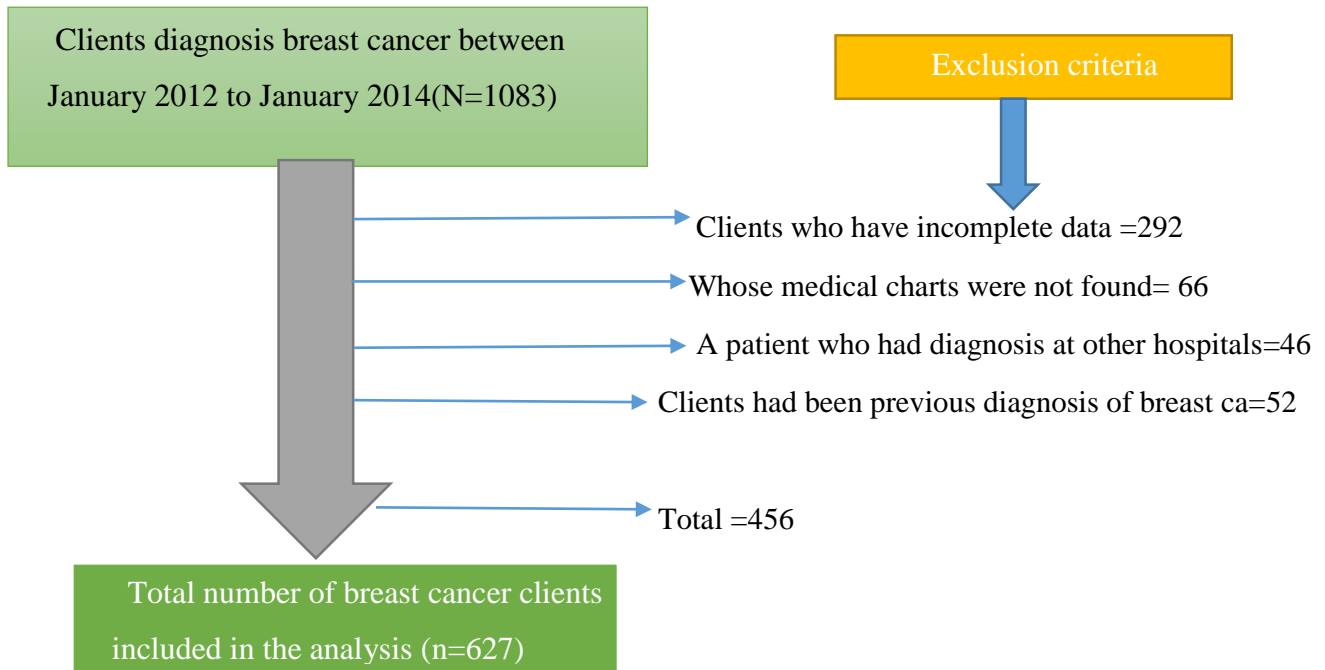 Clients diagnosis breast cancer between
January 2012 to January 2014(N=1083)
Exclusion criteria
Clients who have incomplete data =292
Whose medical charts were not found= 66
A patient who had diagnosis at other hospitals=46
Clients had been previous diagnosis of breast ca=52
Total =456
Total number of breast cancer clients
included in the analysis (n=627)